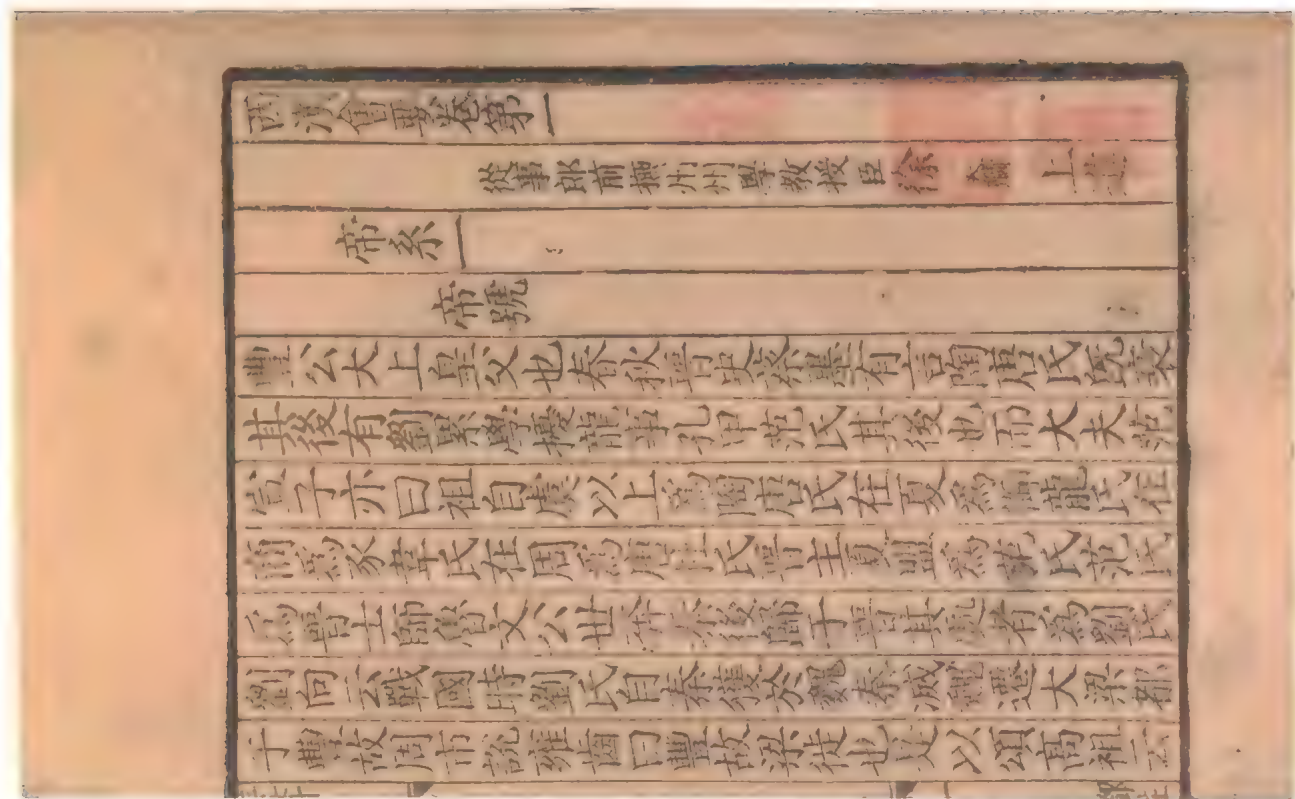 西漢會要卷第一
從事郎前撫州州學教授臣徐 天麟 上進
帝系一
帝號
豐公大上皇父也春秋晉史蔡墨有言陶唐氏既衰
其後有劉累學擾龍事孔甲范氏其後也而大夫范
宣子亦曰祖自虞以上為陶唐氏在夏為御龍氏在
商為豕韋氏在周為唐杜氏晉主夏盟為范氏范氏
為晉士師魯文公世奔秦後歸于晉其處者為劉氏
劉向云戰國時劉氏自秦獲於魏秦滅魏遷大梁都
于豐故周市說雍齒曰豐故梁徙也是以頌高祖云